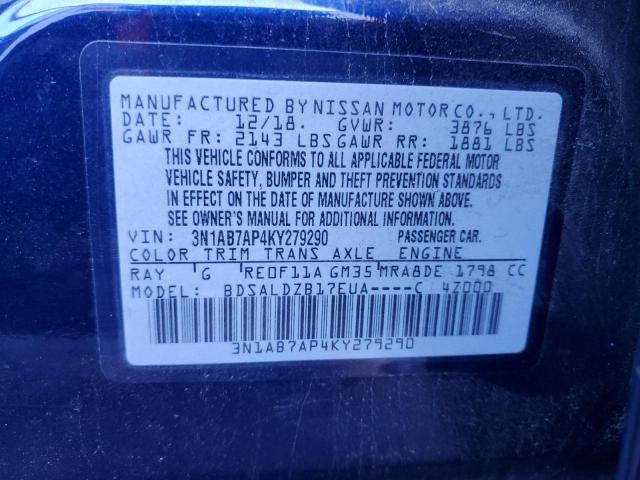 MANUFACTURED BY NISSAN MOTOR CO., LTD.
DATE: 12/18. GVWR: 3876 LBS
GAWR FR: 2143 LBS GAWR RR: 1881 LBS
THIS VEHICLE CONFORMS TO ALL APPLICABLE FEDERAL MOTOR
VEHICLE SAFETY, BUMPER AND THEFT PREVENTION STANDARDS
IN EFFECT ON THE DATE OF MANUFACTURE SHOWN ABOVE.
SEE OWNER'S MANUAL FOR ADDITIONAL INFORMATION.
VIN: 3N1AB7AP4KY279290 PASSENGER CAR.
COLOR TRIM TRANS AXLE ENGINE
RAY G RE0F11A GM35 MRA8DE 1798 CC
MODEL: BDSALDZB17EUA----C 4Z000
3N1AB7AP4KY279290